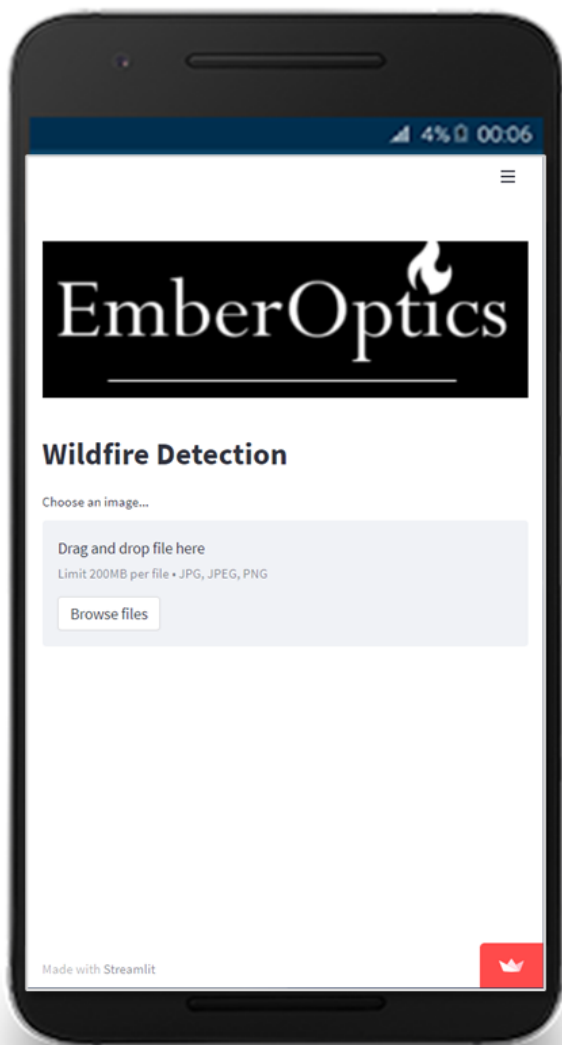 4% 00:06
EmberOptics
Wildfire Detection
Choose an image...
Drag and drop file here
Limit 200MB per file • JPG, JPEG, PNG
Browse files
Made with Streamlit